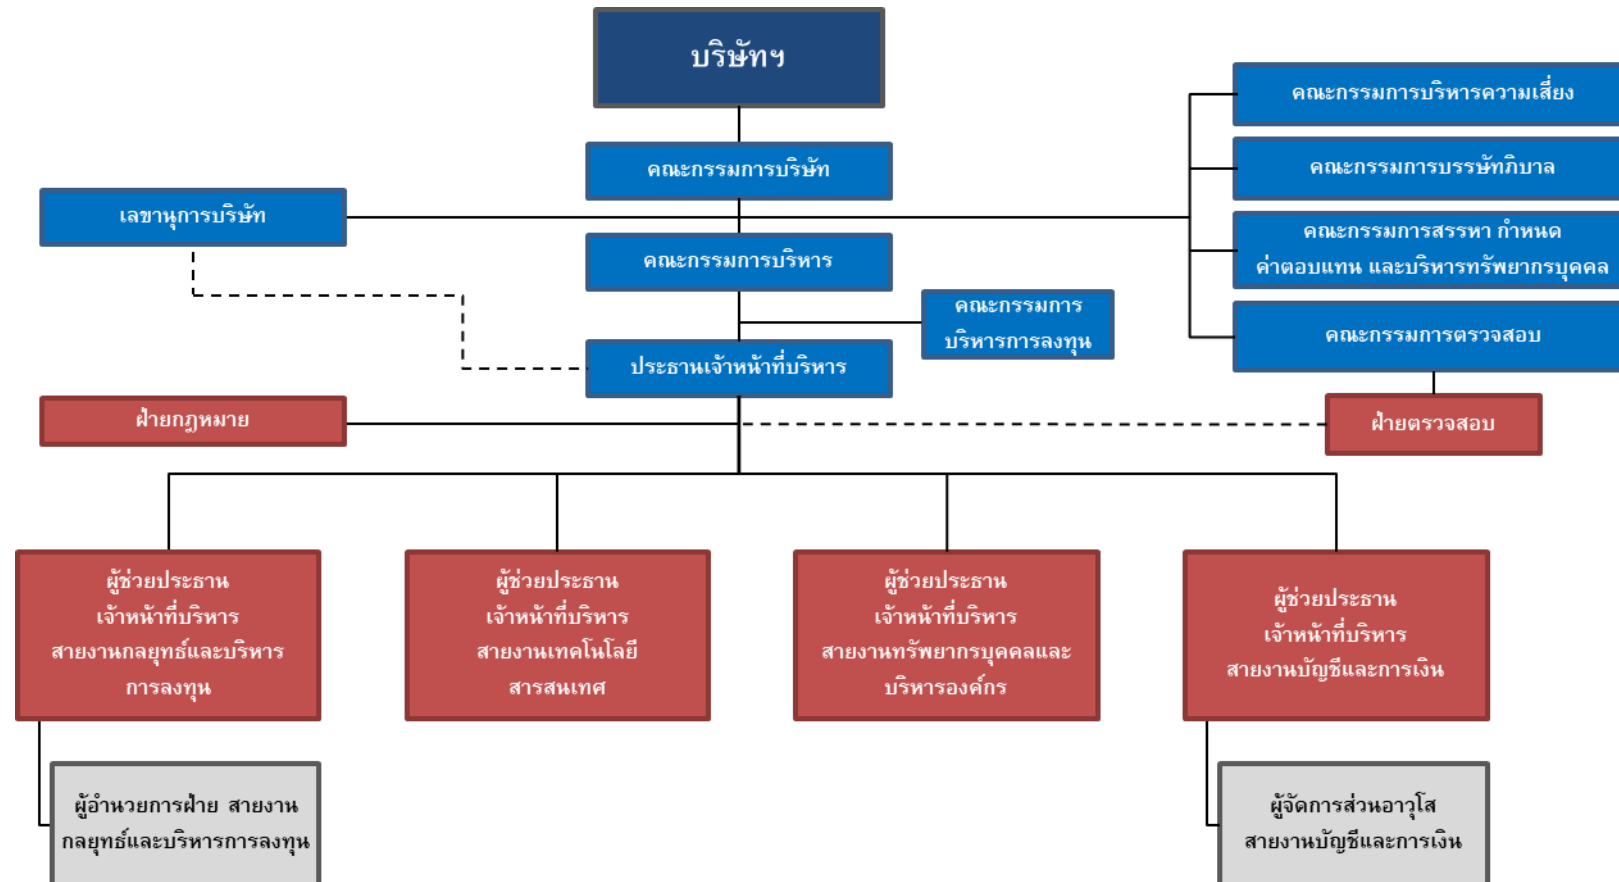 บริษัทฯ
คณะกรรมการบริหารความเสี่ยง
คณะกรรมการบริษัท
คณะกรรมการบรรษัทภิบาล
เลขานุการบริษัท
คณะกรรมการสรรหา กำหนด
ค่าตอบแทน และบริหารทรัพยากรบุคคล
คณะกรรมการบริหาร
คณะกรรมการ
บริหารการลงทุน
คณะกรรมการตรวจสอบ
ประธานเจ้าหน้าที่บริหาร
ฝ่ายกฎหมาย
ฝ่ายตรวจสอบ
ผู้ช่วยประธาน
เจ้าหน้าที่บริหาร
สายงานกลยุทธ์และบริหาร
การลงทุน
ผู้ช่วยประธาน
เจ้าหน้าที่บริหาร
สายงานเทคโนโลยี
สารสนเทศ
ผู้ช่วยประธาน
เจ้าหน้าที่บริหาร
สายงานทรัพยากรบุคคลและ
บริหารองค์กร
ผู้ช่วยประธาน
เจ้าหน้าที่บริหาร
สายงานบัญชีและการเงิน
ผู้อำนวยการฝ่าย สายงาน
กลยุทธ์และบริหารการลงทุน
ผู้จัดการส่วนอาวุโส
สายงานบัญชีและการเงิน